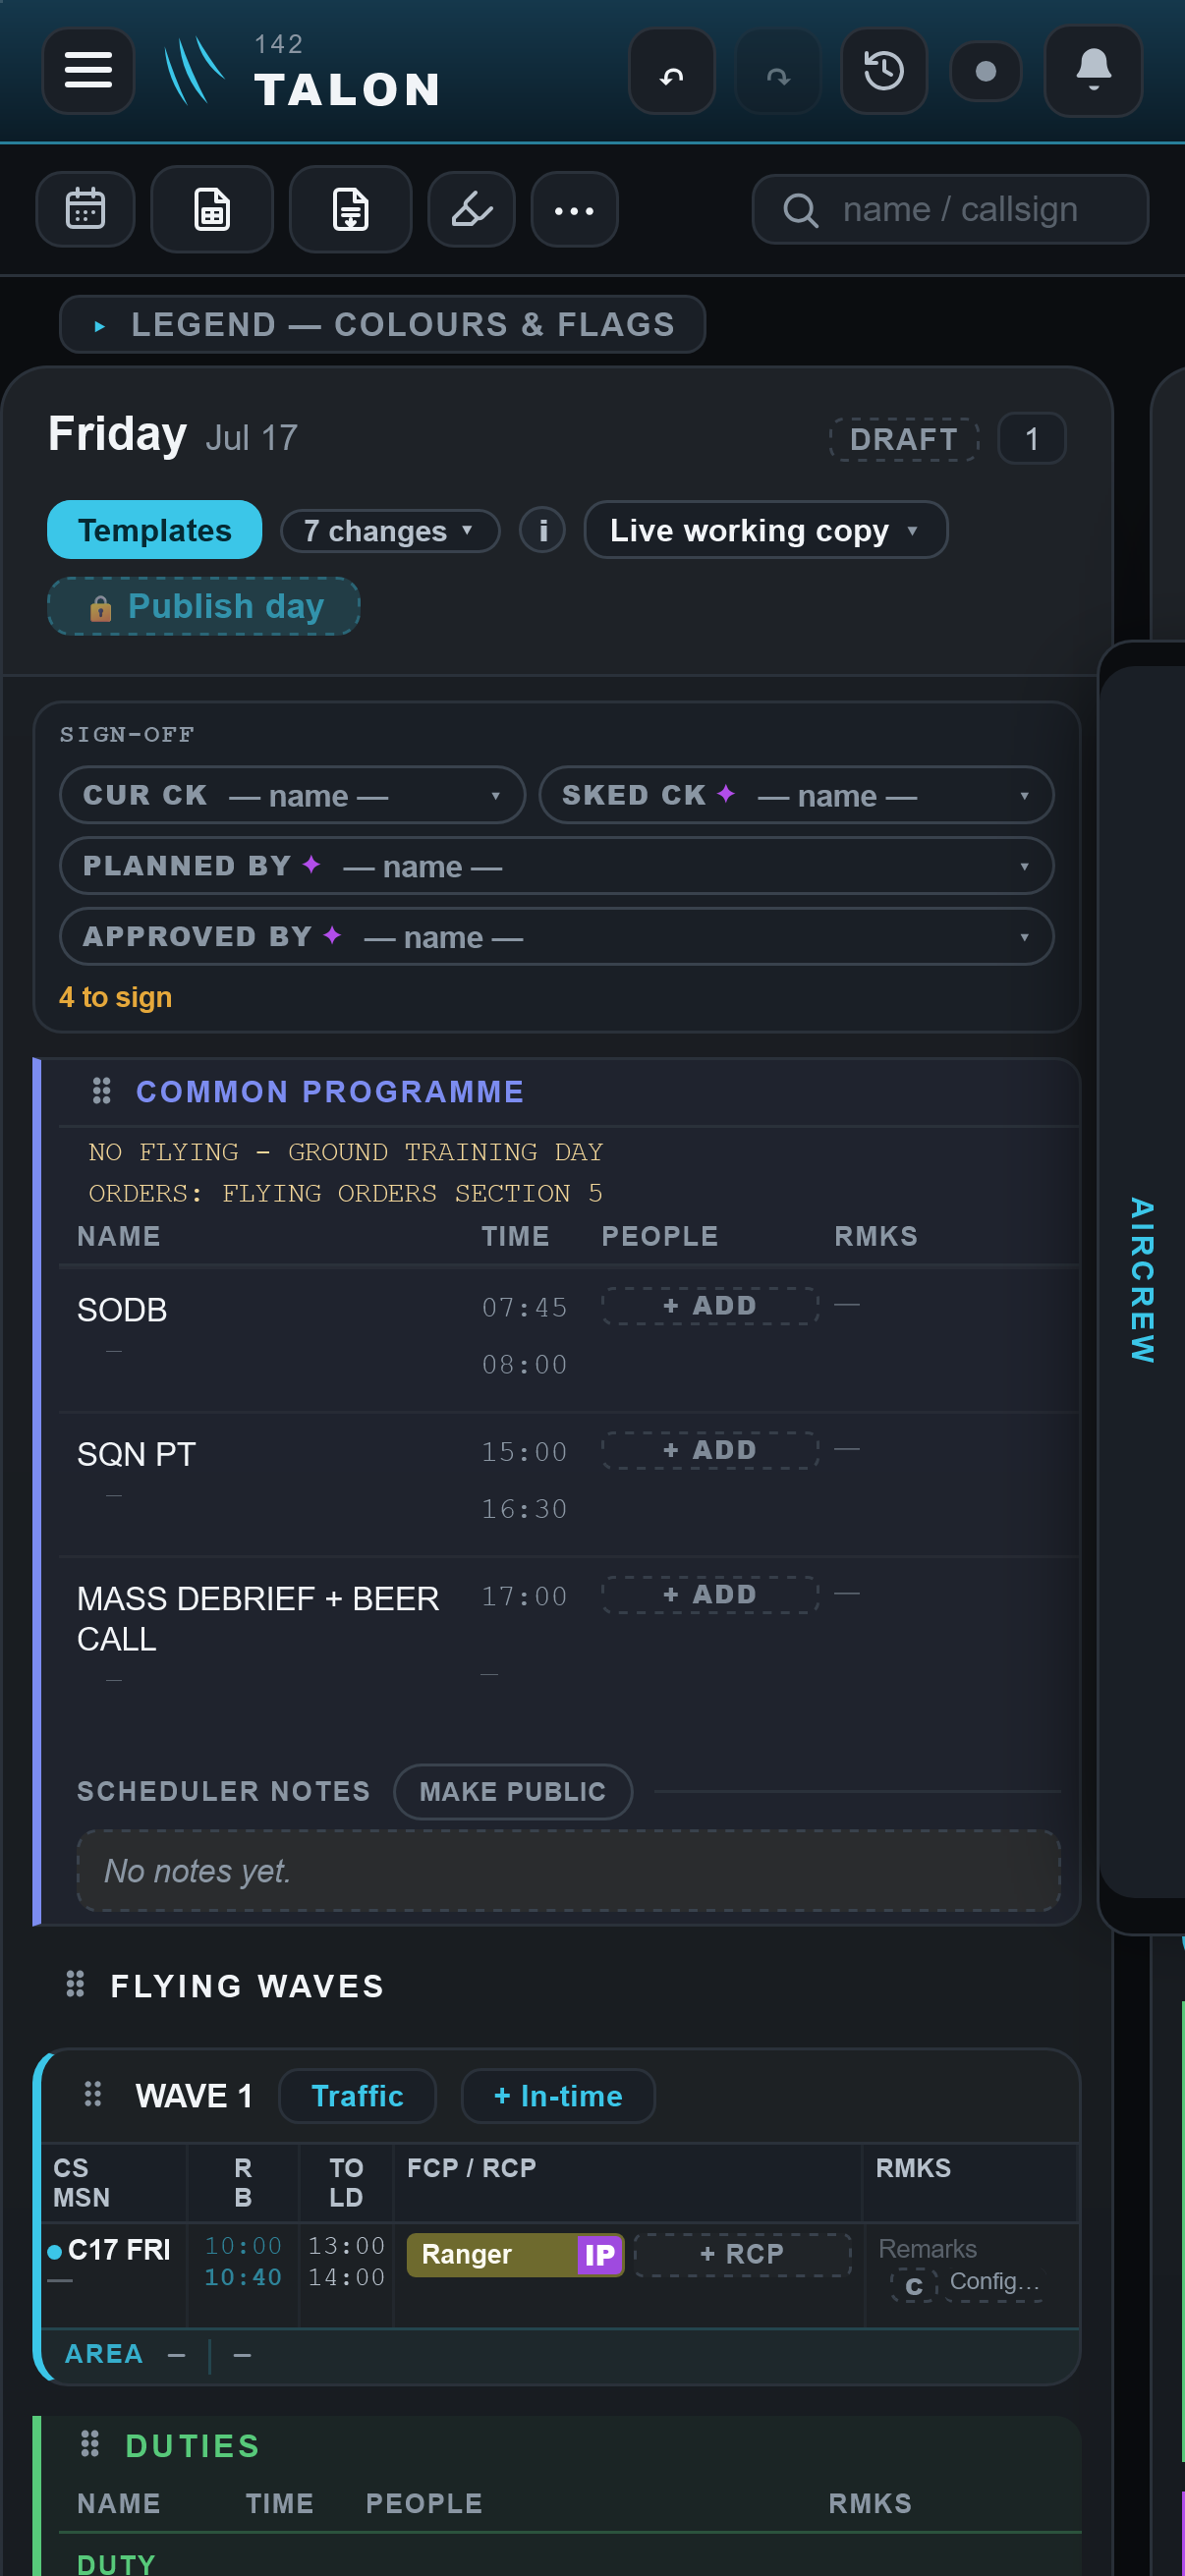 142
TALON
name / callsign
▸ LEGEND — COLOURS & FLAGS
Friday Jul 17 DRAFT 1
Templates 7 changes ▾ i Live working copy ▾
🔒 Publish day
SIGN-OFF
CUR CK — name — ▾ SKED CK ✦ — name — ▾
PLANNED BY ✦ — name — ▾
APPROVED BY ✦ — name — ▾
4 to sign
COMMON PROGRAMME
NO FLYING - GROUND TRAINING DAY
ORDERS: FLYING ORDERS SECTION 5
NAME TIME PEOPLE RMKS
SODB 07:45 + ADD —
— 08:00
SQN PT 15:00 + ADD —
— 16:30
MASS DEBRIEF + BEER 17:00 + ADD —
CALL
— —
SCHEDULER NOTES MAKE PUBLIC
No notes yet.
AIRCREW
FLYING WAVES
WAVE 1 Traffic + In-time
CS R TO FCP / RCP RMKS
MSN B LD
C17 FRI 10:00 13:00 Ranger IP + RCP Remarks
— 10:40 14:00 C Config…
AREA — —
DUTIES
NAME TIME PEOPLE RMKS
DUTY